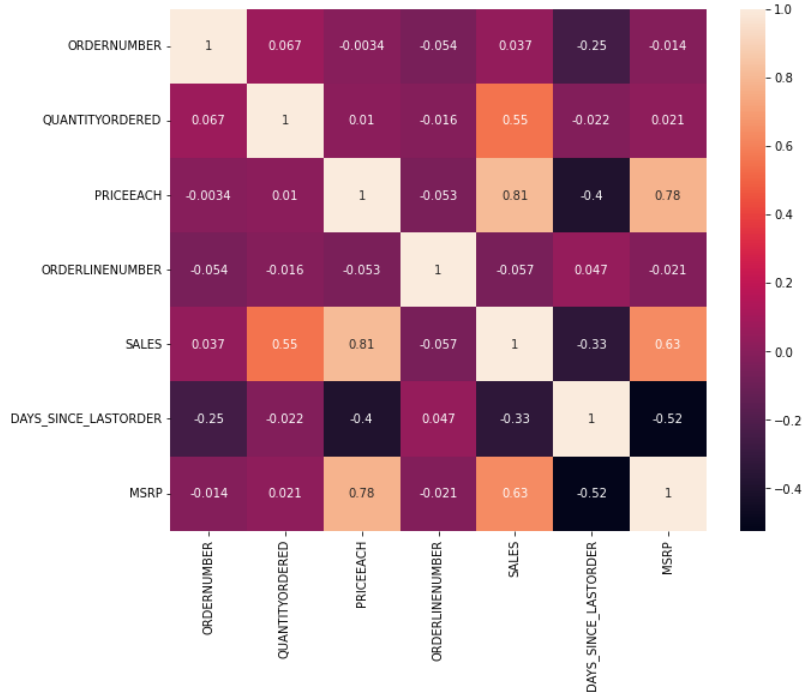 ORDERNUMBER 1 0.067 -0.0034 -0.054 0.037 -0.25 -0.014
QUANTITYORDERED 0.067 1 0.01 -0.016 0.55 -0.022 0.021
PRICEEACH -0.0034 0.01 1 -0.053 0.81 -0.4 0.78
ORDERLINENUMBER -0.054 -0.016 -0.053 1 -0.057 0.047 -0.021
SALES 0.037 0.55 0.81 -0.057 1 -0.33 0.63
DAYS_SINCE_LASTORDER -0.25 -0.022 -0.4 0.047 -0.33 1 -0.52
MSRP -0.014 0.021 0.78 -0.021 0.63 -0.52 1
ORDERNUMBER
QUANTITYORDERED
PRICEEACH
ORDERLINENUMBER
SALES
DAYS_SINCE_LASTORDER
MSRP
1.0
0.8
0.6
0.4
0.2
0.0
−0.2
−0.4